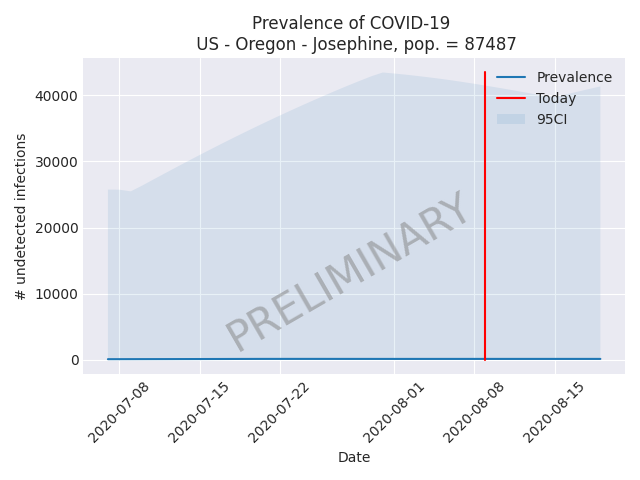 Prevalence of COVID-19
US - Oregon - Josephine, pop. = 87487
# undetected infections
40000
30000
20000
10000
0
Prevalence
Today
95CI
PRELIMINARY
2020-07-08
2020-07-15
2020-07-22
2020-08-01
2020-08-08
2020-08-15
Date